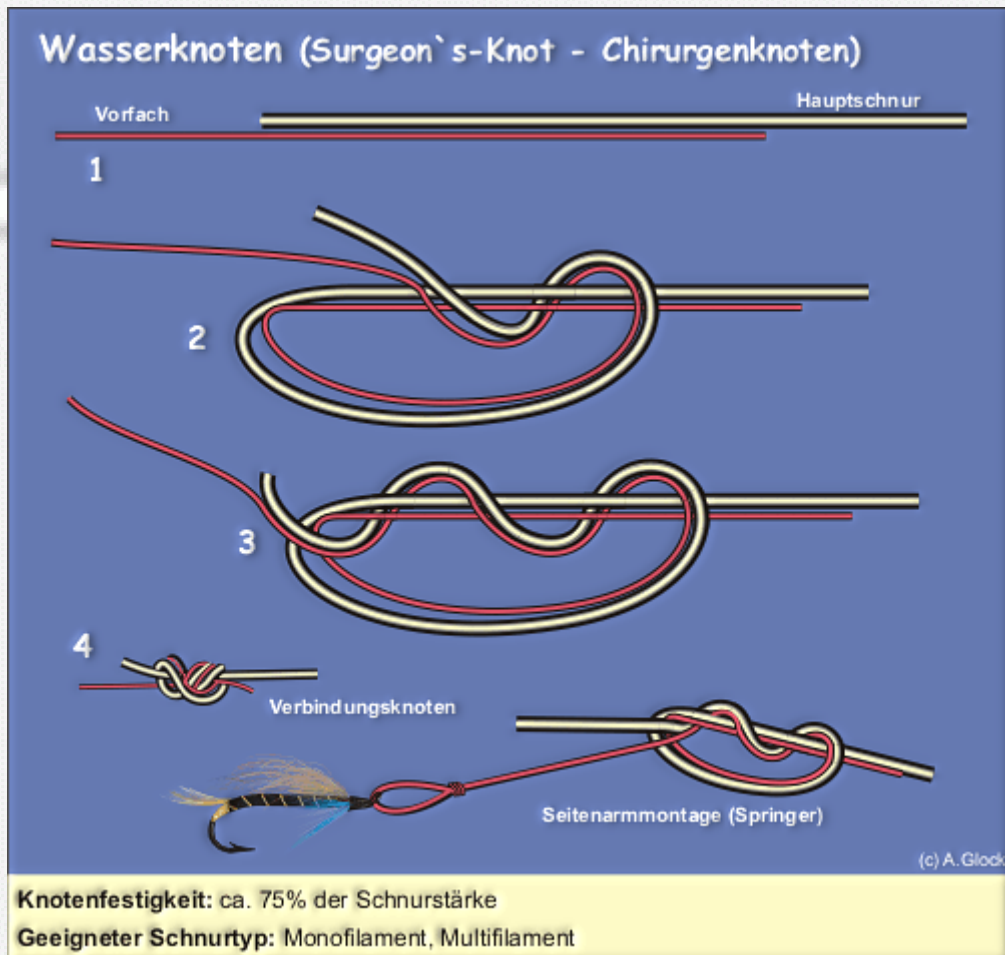 Wasserknoten (Surgeon`s-Knot - Chirurgenknoten)
Vorfach
Hauptschnur
1
2
3
4
Verbindungsknoten
Seitenarmmontage (Springer)
(c) A.Glock
Knotenfestigkeit: ca. 75% der Schnurstärke
Geeigneter Schnurtyp: Monofilament, Multifilament